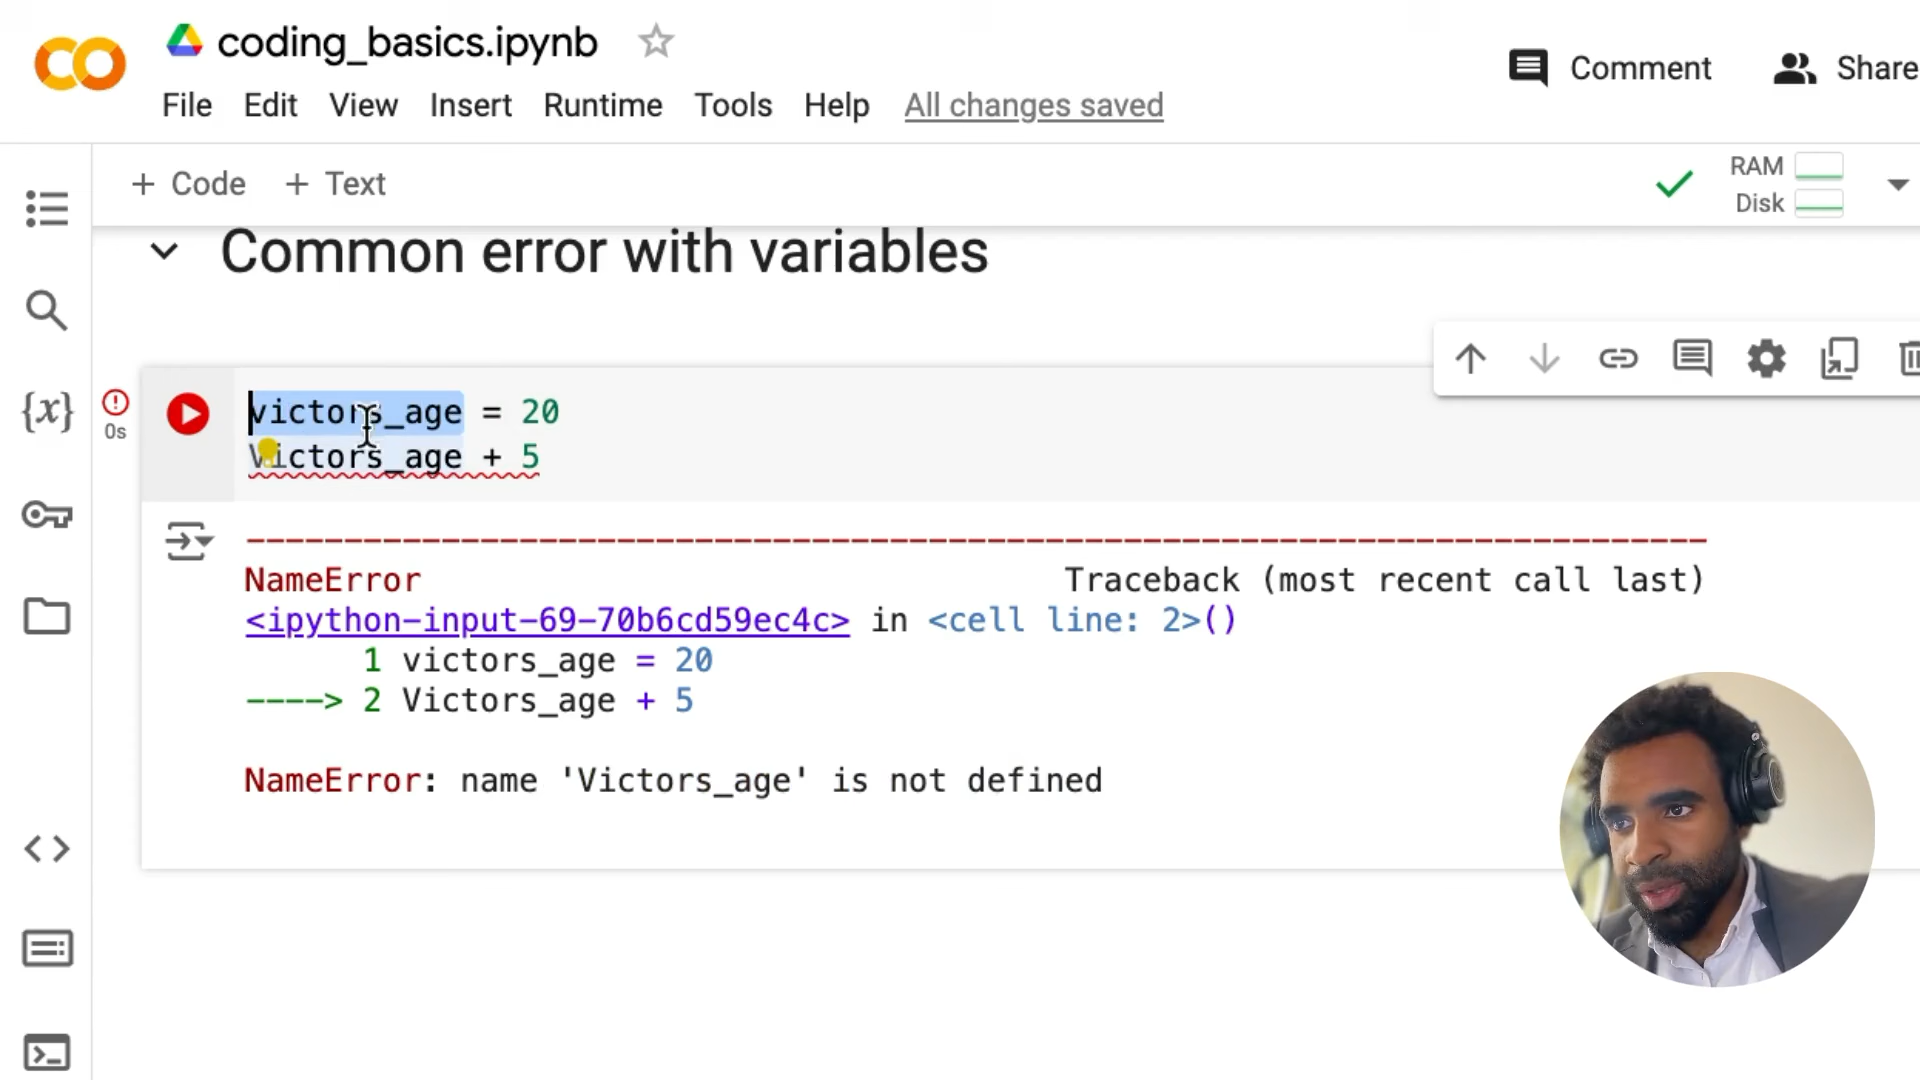 coding_basics.ipynb
Comment
Share
File Edit View Insert Runtime Tools Help All changes saved
+ Code + Text
RAM
Disk
Common error with variables
{x}
0s
victors_age = 20
Victors_age + 5
---------------------------------------------------------------------------
NameError Traceback (most recent call last)
<ipython-input-69-70b6cd59ec4c> in <cell line: 2>()
1 victors_age = 20
----> 2 Victors_age + 5
NameError: name 'Victors_age' is not defined